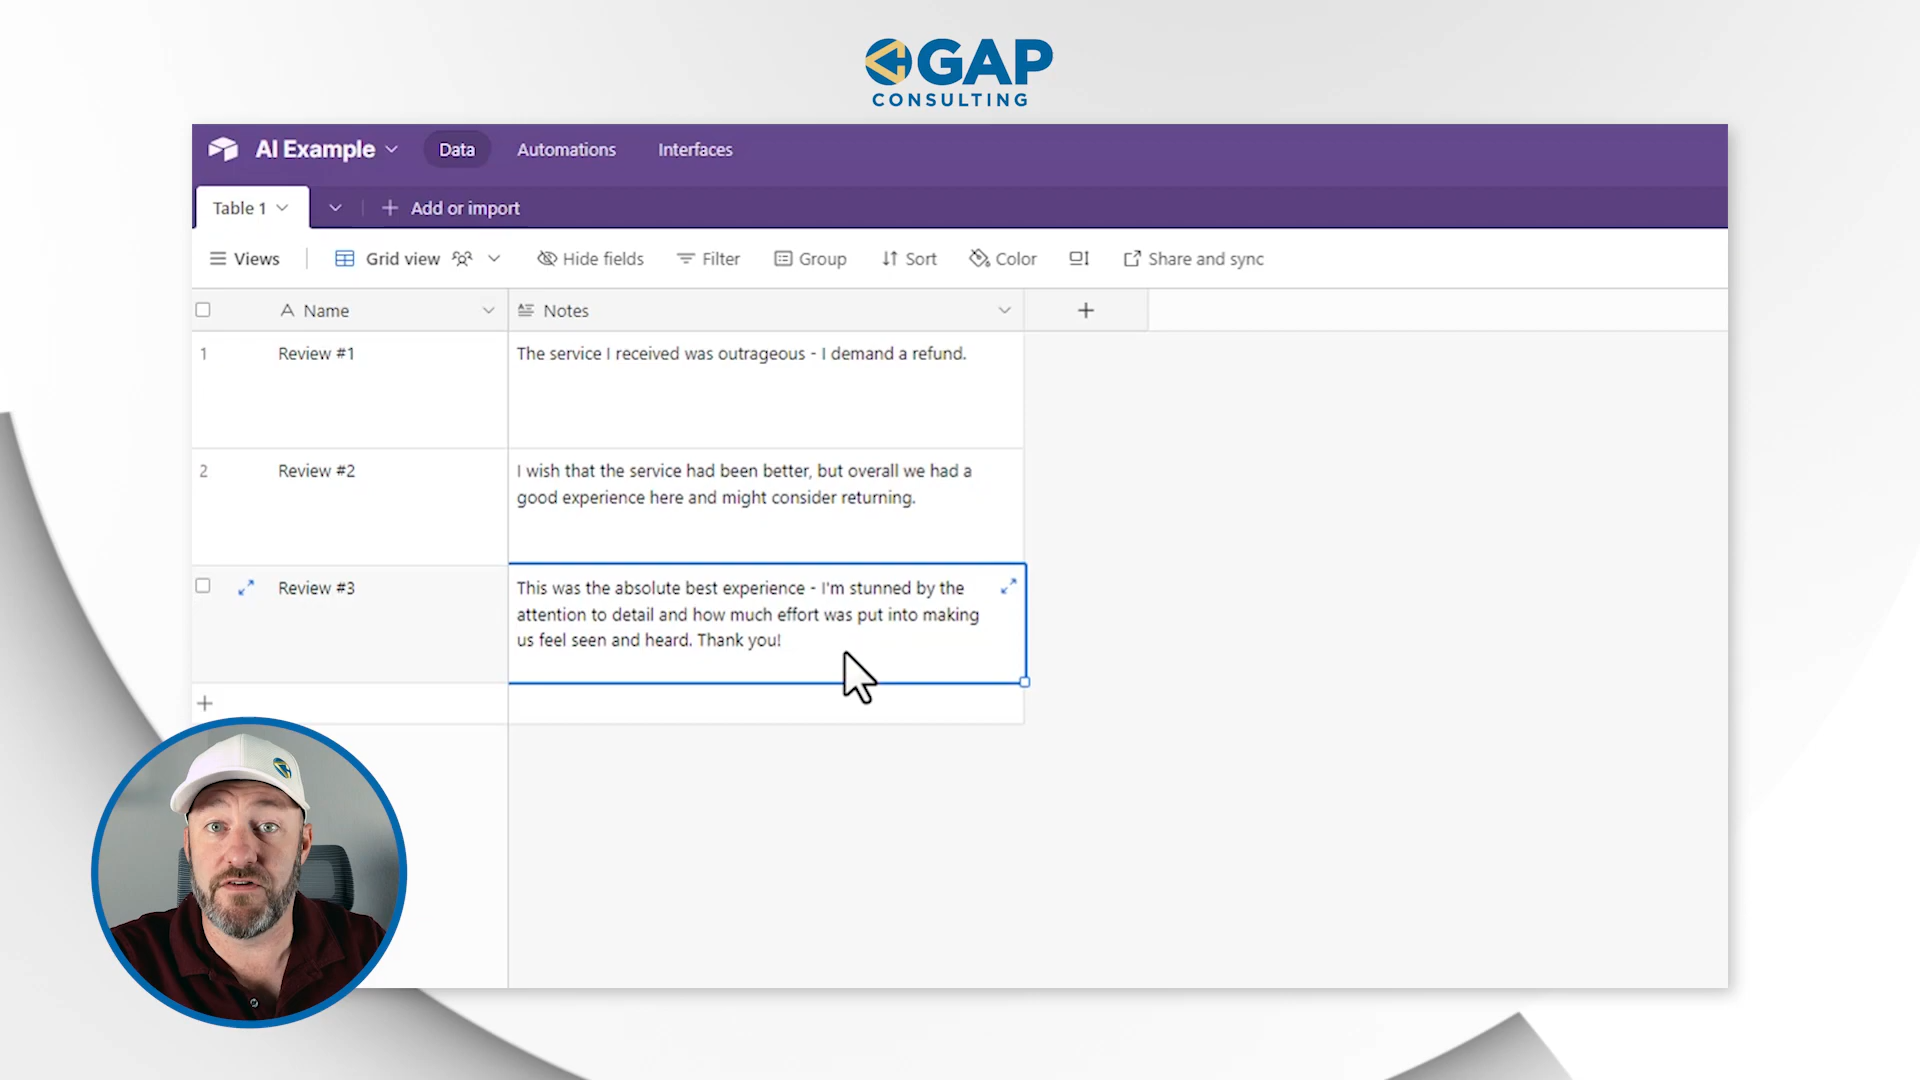 GAP
CONSULTING
AI Example
Data
Automations
Interfaces
Table 1
Add or import
Views
Grid view
Hide fields
Filter
Group
Sort
Color
Share and sync
Name
Notes
1
Review #1
The service I received was outrageous - I demand a refund.
2
Review #2
I wish that the service had been better, but overall we had a
good experience here and might consider returning.
Review #3
This was the absolute best experience - I'm stunned by the
attention to detail and how much effort was put into making
us feel seen and heard. Thank you!